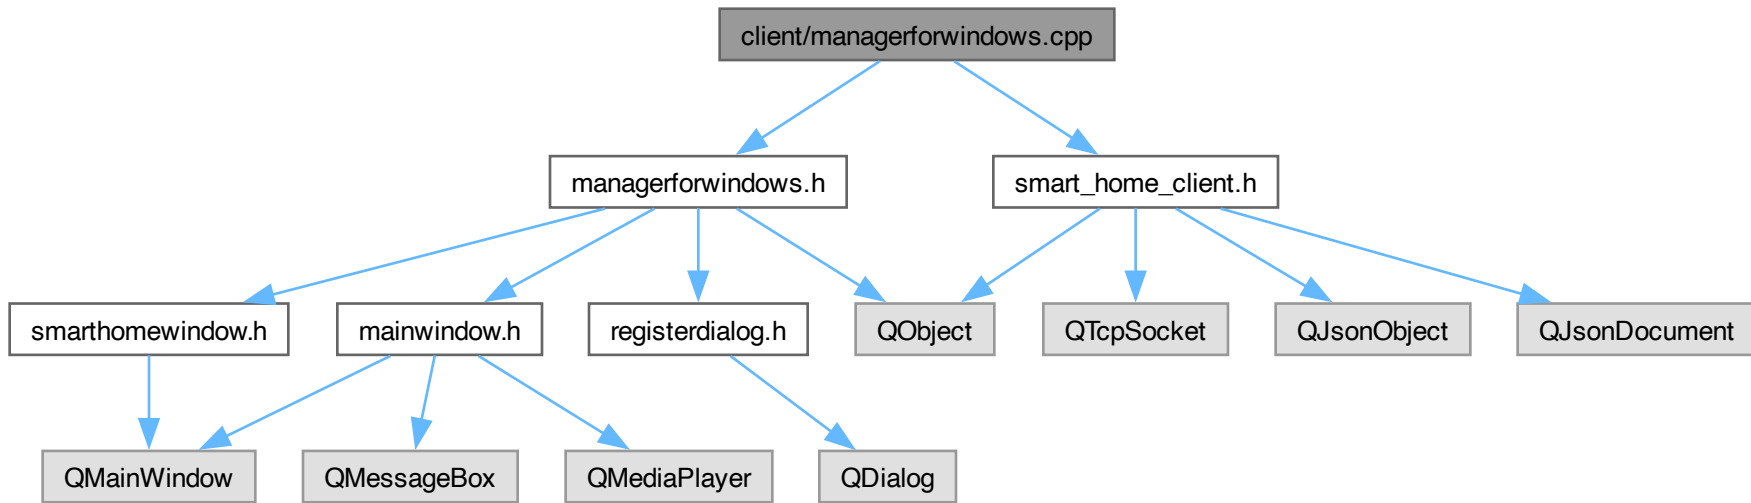 client/managerforwindows.cpp
managerforwindows.h
smart_home_client.h
smarthomewindow.h
mainwindow.h
registerdialog.h
QObject
QTcpSocket
QJsonObject
QJsonDocument
QMainWindow
QMessageBox
QMediaPlayer
QDialog